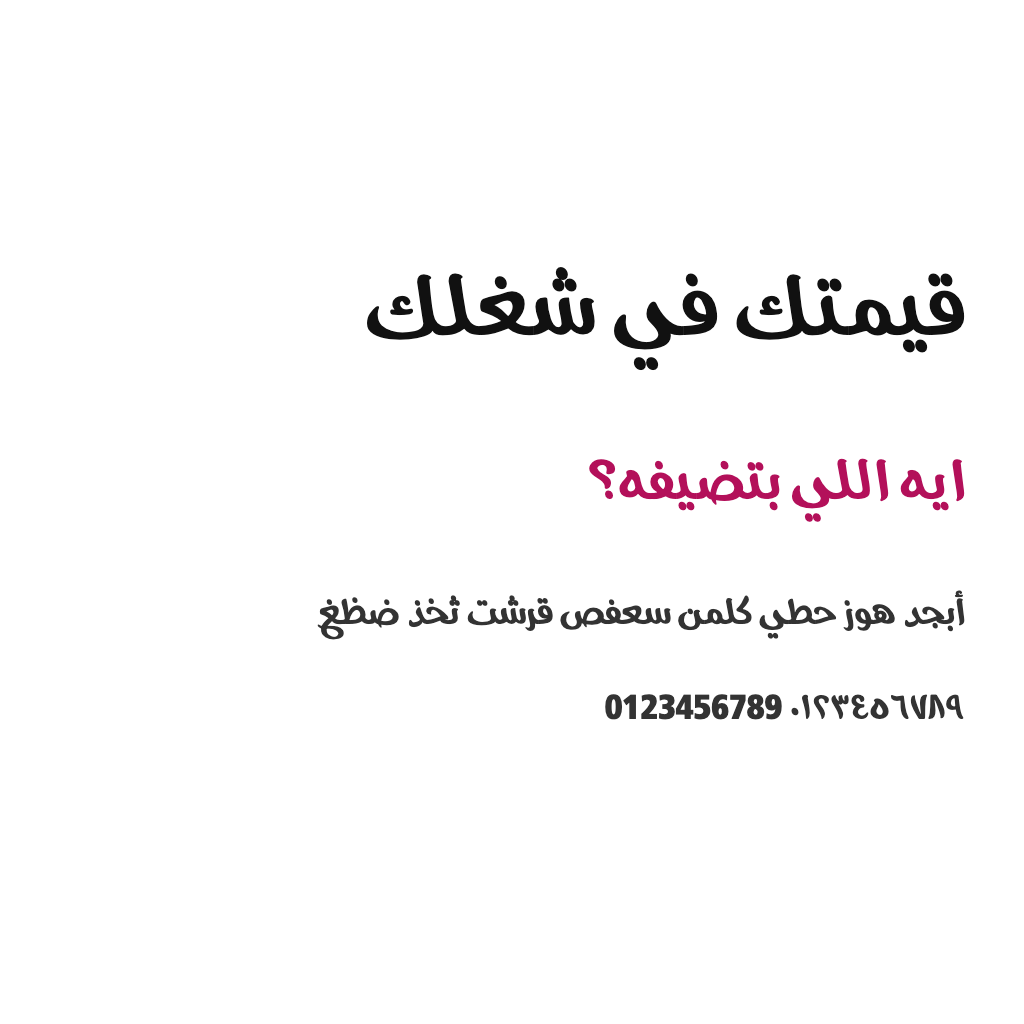 قيمتك في شغلك
ايه اللي بتضيفه؟
أبجد هوز حطي كلمن سعفص قرشت ثخذ ضظغ
0123456789 ٠١٢٣٤٥٦٧٨٩